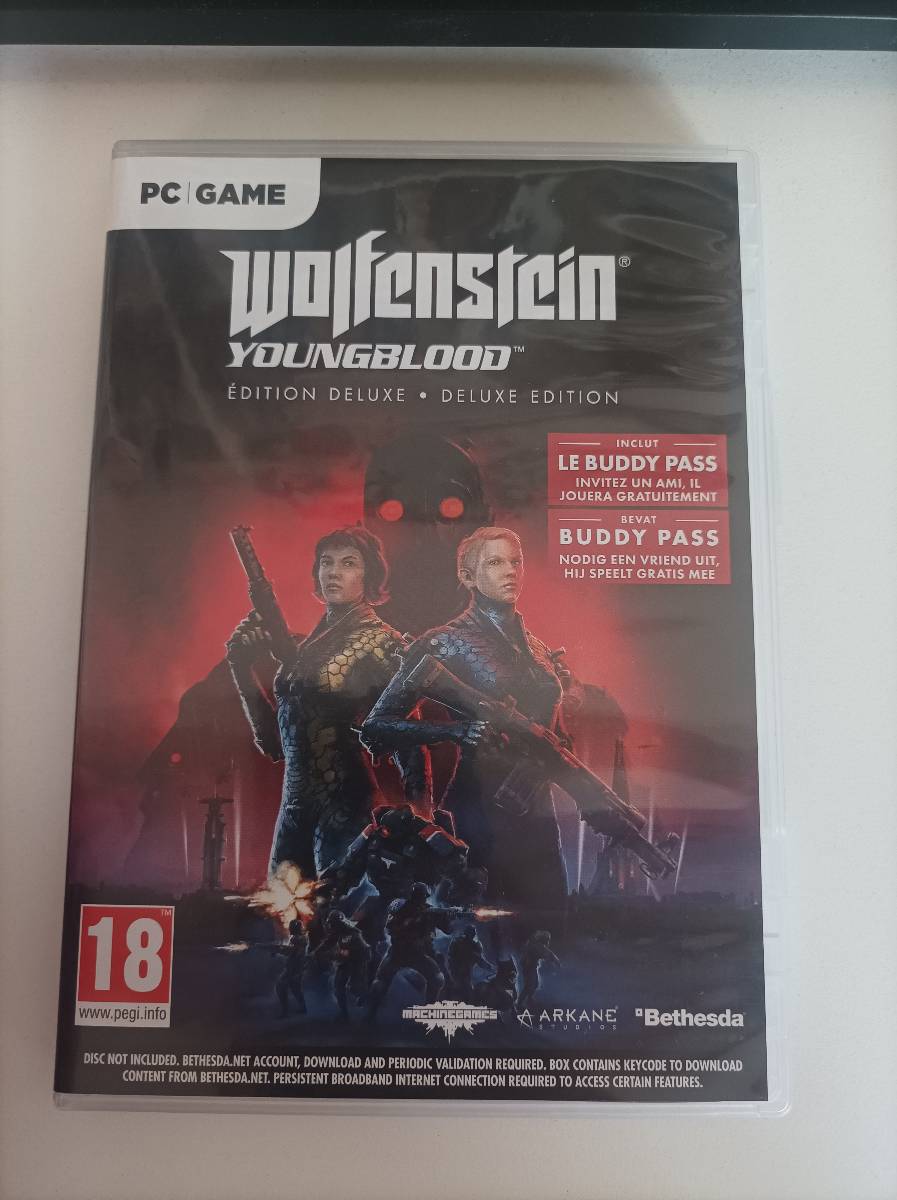 PC | GAME
Wolfenstein®
YOUNGBLOOD™
ÉDITION DELUXE • DELUXE EDITION
INCLUT
LE BUDDY PASS
INVITEZ UN AMI, IL
JOUERA GRATUITEMENT
BEVAT
BUDDY PASS
NODIG EEN VRIEND UIT,
HIJ SPEELT GRATIS MEE
18™
www.pegi.info
MACHINEGAMES
ARKANE®
STUDIOS
Bethesda
DISC NOT INCLUDED. BETHESDA.NET ACCOUNT, DOWNLOAD AND PERIODIC VALIDATION REQUIRED. BOX CONTAINS KEYCODE TO DOWNLOAD
CONTENT FROM BETHESDA.NET. PERSISTENT BROADBAND INTERNET CONNECTION REQUIRED TO ACCESS CERTAIN FEATURES.